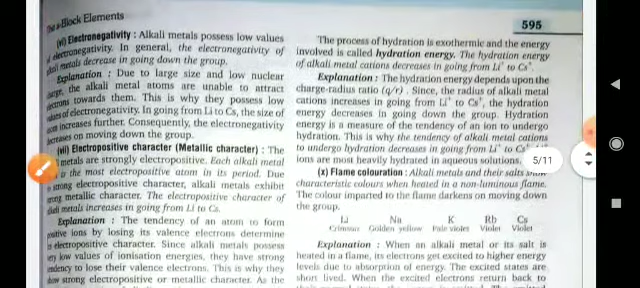 The s-Block Elements
595
(vi) Electronegativity : Alkali metals possess low values
of electronegativity. In general, the electronegativity of
alkali metals decrease in going down the group.
Explanation : Due to large size and low nuclear
charge, the alkali metal atoms are unable to attract
electrons towards them. This is why they possess low
values of electronegativity. In going from Li to Cs, the size of
atom increases further. Consequently, the electronegativity
decreases on moving down the group.
(vii) Electropositive character (Metallic character) : The
metals are strongly electropositive. Each alkali metal
is the most electropositive atom in its period. Due
strong electropositive character, alkali metals exhibit
strong metallic character. The electropositive character of
alkali metals increases in going from Li to Cs.
Explanation : The tendency of an atom to form
positive ions by losing its valence electrons determine
electropositive character. Since alkali metals possess
very low values of ionisation energies, they have strong
tendency to lose their valence electrons. This is why they
show strong electropositive or metallic character. As the
The process of hydration is exothermic and the energy
involved is called hydration energy. The hydration energy
of alkali metal cations decreases in going from Li⁺ to Cs⁺.
Explanation : The hydration energy depends upon the
charge-radius ratio (q/r). Since, the radius of alkali metal
cations increases in going from Li⁺ to Cs⁺, the hydration
energy decreases in going down the group. Hydration
energy is a measure of the tendency of an ion to undergo
hydration. This is why the tendency of alkali metal cations
to undergo hydration decreases in going from Li⁺ to Cs⁺.
ions are most heavily hydrated in aqueous solutions.
5/11
(x) Flame colouration : Alkali metals and their salts show
characteristic colours when heated in a non-luminous flame.
The colour imparted to the flame darkens on moving down
the group.
Li Na K Rb Cs
Crimson Golden yellow Pale violet Violet Violet
Explanation : When an alkali metal or its salt is
heated in a flame, its electrons get excited to higher energy
levels due to absorption of energy. The excited states are
short lived. When the excited electrons return back to